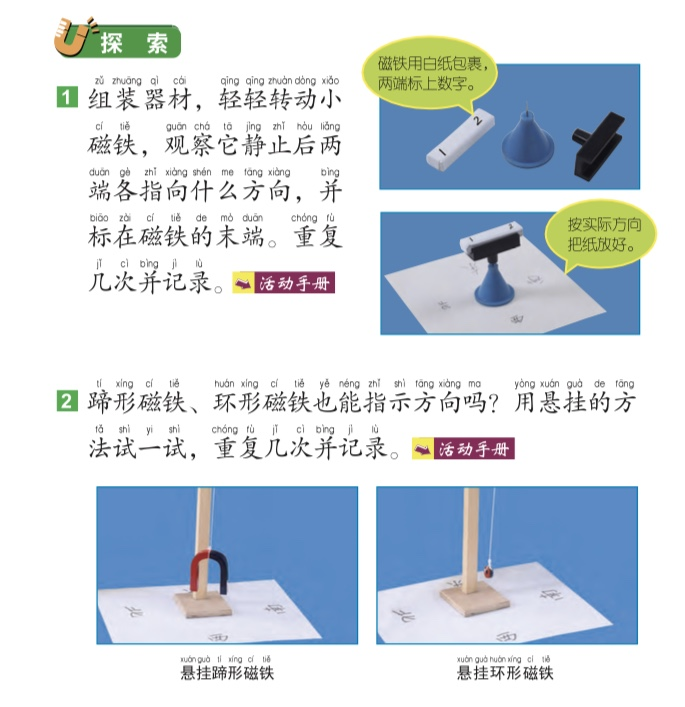 探 索
磁铁用白纸包裹，
两端标上数字。
1
2
zǔ zhuāng qì cái qīng qīng zhuàn dòng xiǎo
1 组装器材，轻轻转动小
cí tiě guān chá tā jìng zhǐ hòu liǎng
磁铁，观察它静止后两
duān gè zhǐ xiàng shén me fāng xiàng bìng
端各指向什么方向，并
biāo zài cí tiě de mò duān chóng fù
标在磁铁的末端。重复
jǐ cì bìng jì lù
几次并记录。 活动手册
按实际方向
把纸放好。
tí xíng cí tiě huán xíng cí tiě yě néng zhǐ shì fāng xiàng ma yòng xuán guà de fāng
2 蹄形磁铁、环形磁铁也能指示方向吗？用悬挂的方
fǎ shì yi shì chóng fù jǐ cì bìng jì lù
法试一试，重复几次并记录。 活动手册
北
西
北
西
xuán guà tí xíng cí tiě
悬挂蹄形磁铁
xuán guà huán xíng cí tiě
悬挂环形磁铁